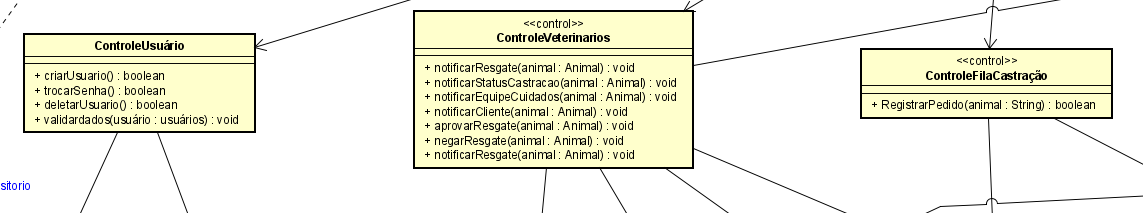 ControleUsuário
+ criarUsuario() : boolean
+ trocarSenha() : boolean
+ deletarUsuario() : boolean
+ validardados(usuário : usuários) : void
<<control>>
ControleVeterinarios
+ notificarResgate(animal : Animal) : void
+ notificarStatusCastracao(animal : Animal) : void
+ notificarEquipeCuidados(animal : Animal) : void
+ notificarCliente(animal : Animal) : void
+ aprovarResgate(animal : Animal) : void
+ negarResgate(animal : Animal) : void
+ notificarResgate(animal : Animal) : void
<<control>>
ControleFilaCastração
+ RegistrarPedido(animal : String) : boolean
sitorio